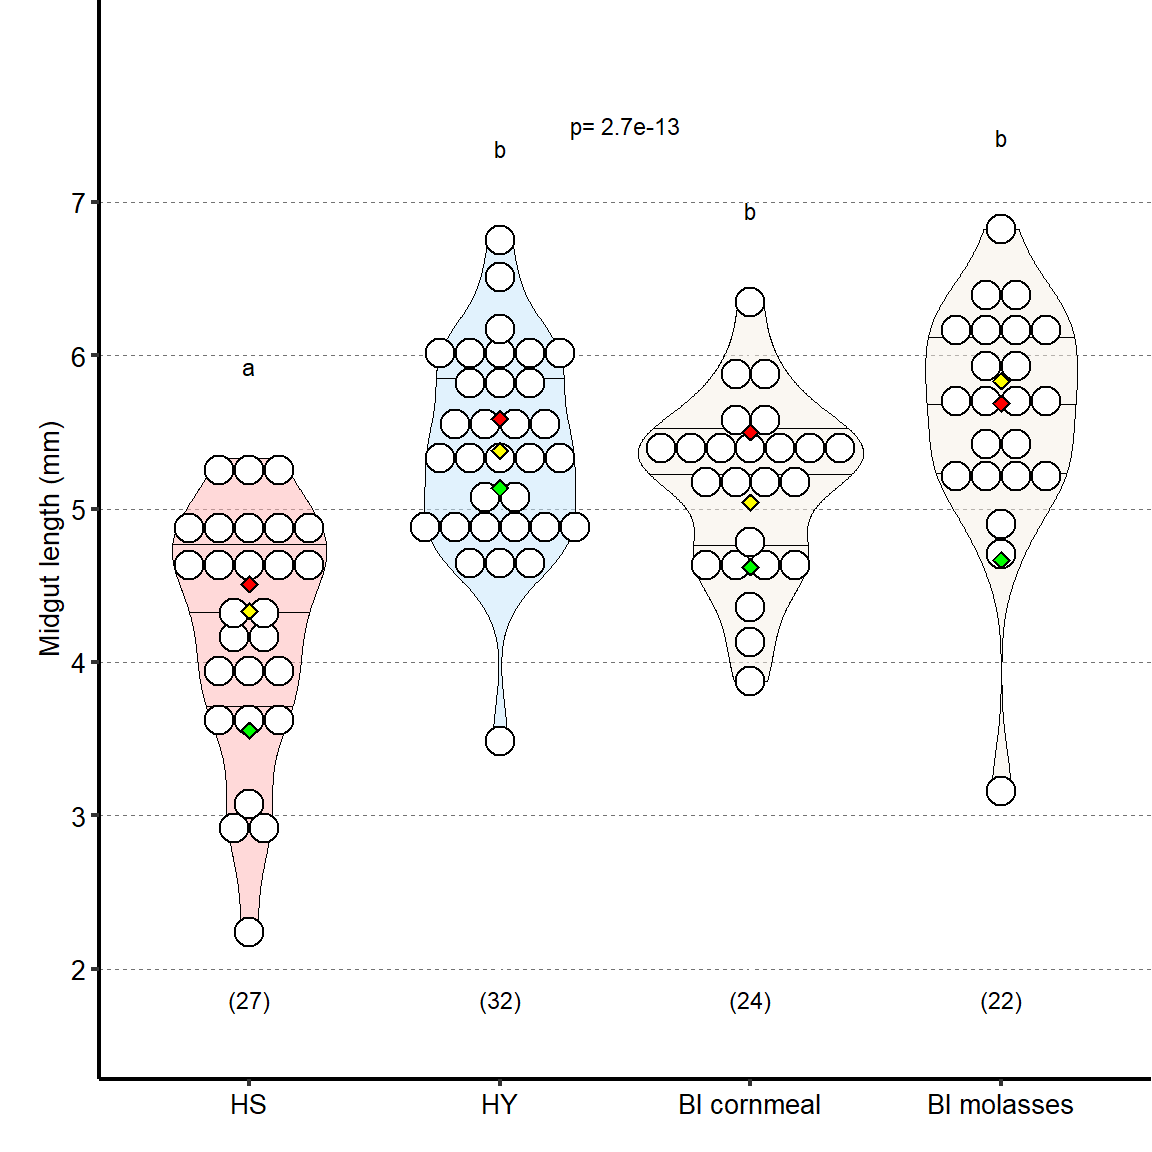 p= 2.7e-13
b
b
7
b
6
a
5
Midgut length (mm)
4
3
2
(27) (32) (24) (22)
HS HY BI cornmeal BI molasses